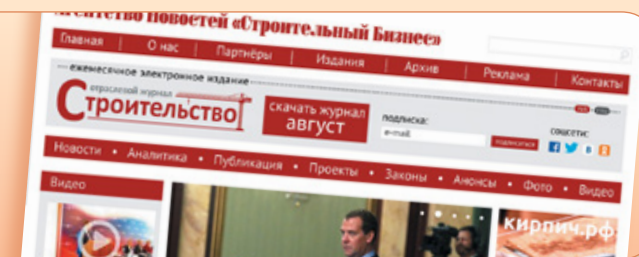 Агентство Новостей «Строительный Бизнес»
Главная | О нас | Партнёры | Издания | Архив | Реклама | Контакты
ежемесячное электронное издание
отраслевой журнал
Строительство
скачать журнал
август
подписка:
e-mail
подписаться
соцсети:
Новости • Аналитика • Публикация • Проекты • Законы • Анонсы • Фото • Видео
Видео
кирпич.рф